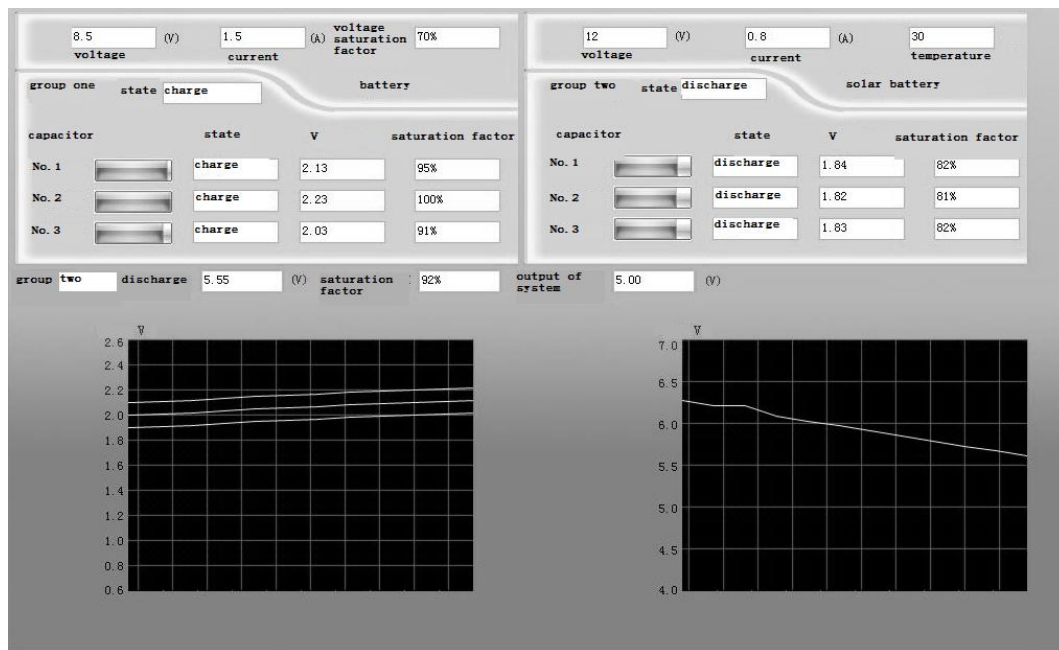 8.5 (V) 1.5 (A) voltage saturation factor 70%
voltage current
group one state charge battery
capacitor state V saturation factor
No. 1 charge 2.13 95%
No. 2 charge 2.23 100%
No. 3 charge 2.03 91%
12 (V) 0.8 (A) 30
voltage current temperature
group two state discharge solar battery
capacitor state V saturation factor
No. 1 discharge 1.84 82%
No. 2 discharge 1.82 81%
No. 3 discharge 1.83 82%
group two discharge 5.55 (V) saturation factor : 92% output of system 5.00 (V)
V
2.6
2.4
2.2
2.0
1.8
1.6
1.4
1.2
1.0
0.8
0.6
V
7.0
6.5
6.0
5.5
5.0
4.5
4.0